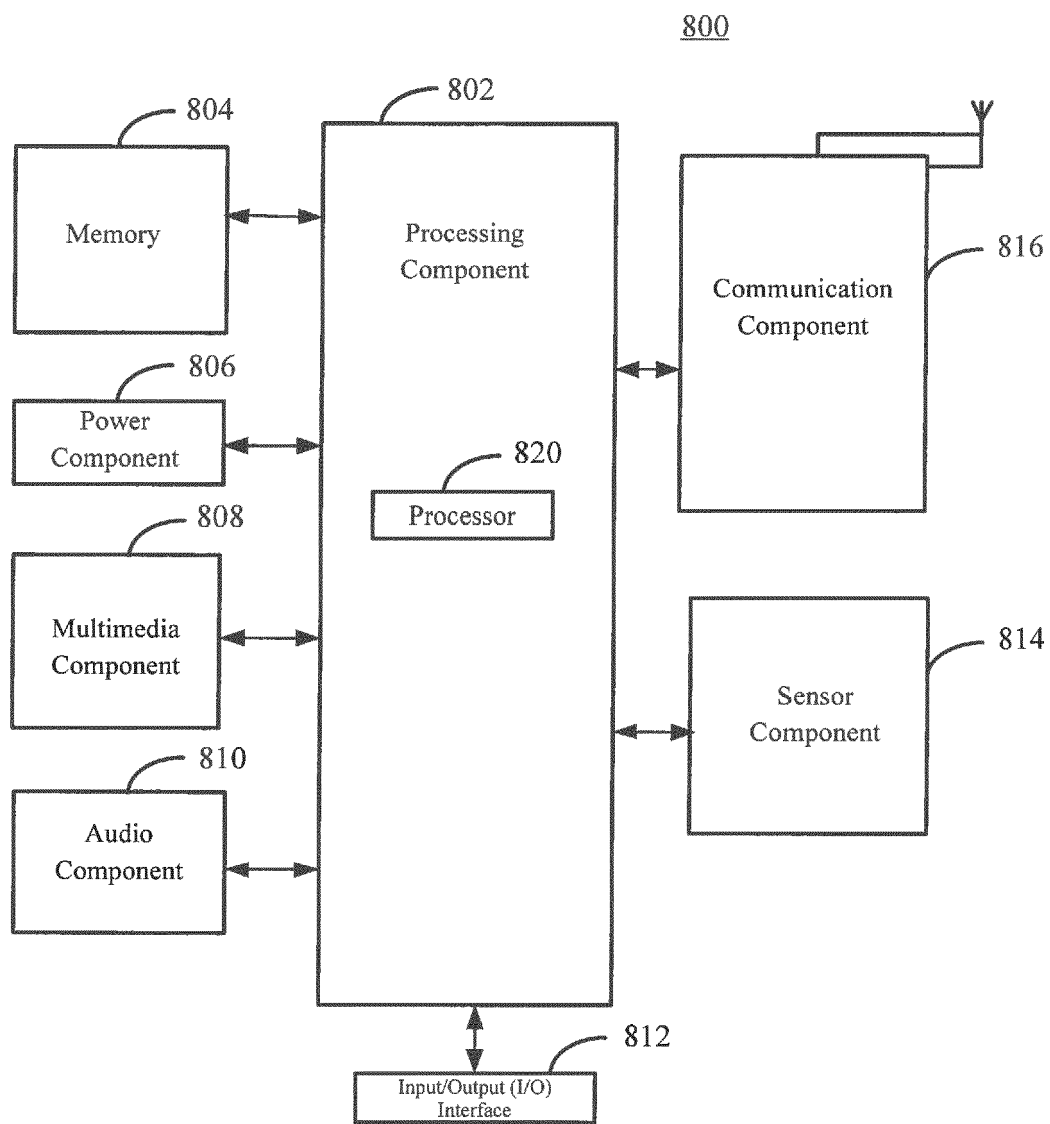 800
802
804
Memory
Processing
Component
816
Communication
Component
806
Power
Component
820
Processor
808
Multimedia
Component
814
Sensor
Component
810
Audio
Component
812
Input/Output (I/O)
Interface